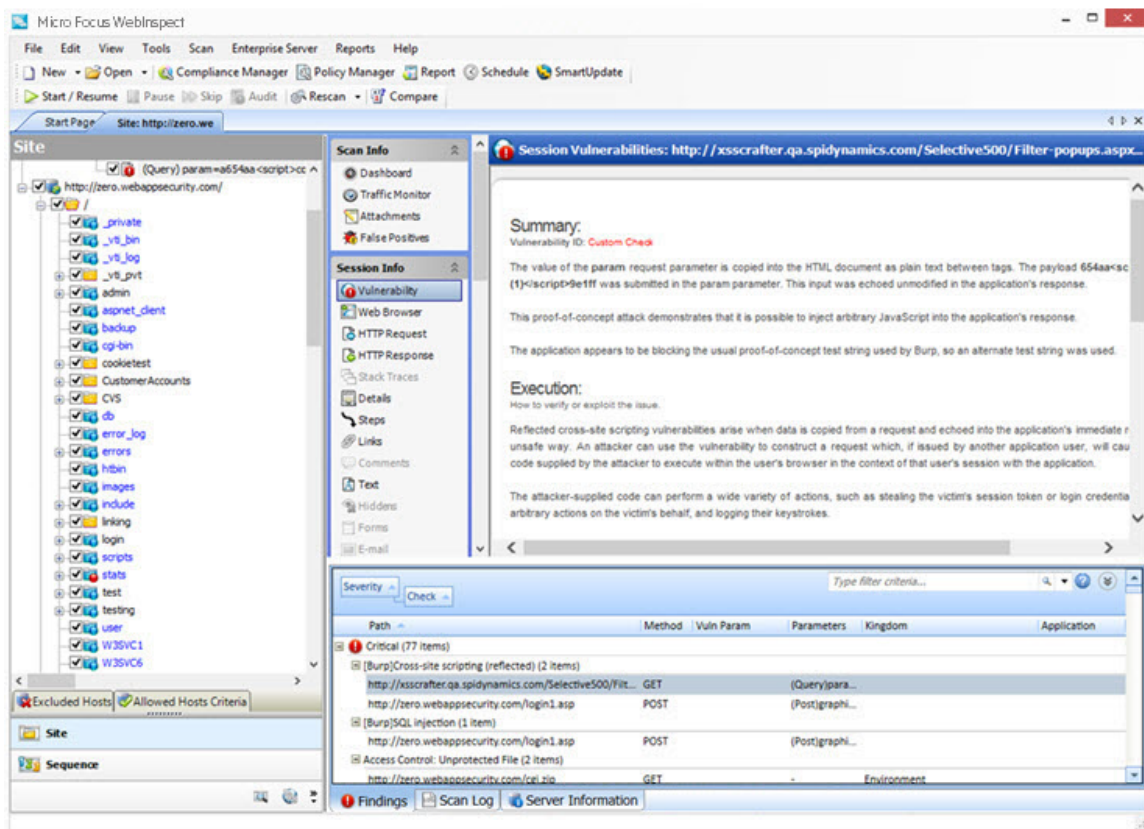 Micro Focus WebInspect
File Edit View Tools Scan Enterprise Server Reports Help
New Open Compliance Manager Policy Manager Report Schedule SmartUpdate
Start / Resume Pause Skip Audit Rescan Compare
Start Page Site: http://zero.we
Site
(Query) param=a654aa<script>cc
http://zero.webappsecurity.com/
/
_private
_vti_bin
_vti_log
_vti_pvt
admin
aspnet_client
backup
cgi-bin
cookietest
CustomerAccounts
CVS
db
error_log
errors
htbin
images
include
linking
login
scripts
stats
test
testing
user
W3SVC1
W3SVC6
Excluded Hosts Allowed Hosts Criteria
Site
Sequence
Scan Info
Dashboard
Traffic Monitor
Attachments
False Positives
Session Info
Vulnerability
Web Browser
HTTP Request
HTTP Response
Stack Traces
Details
Steps
Links
Comments
Text
Hiddens
Forms
E-mail
Session Vulnerabilities: http://xsscrafter.qa.spidynamics.com/Selective500/Filter-popups.aspx...
Summary:
Vulnerability ID: Custom Check
The value of the param request parameter is copied into the HTML document as plain text between tags. The payload 654aa<sc
(1)</script>9e1ff was submitted in the param parameter. This input was echoed unmodified in the application's response.
This proof-of-concept attack demonstrates that it is possible to inject arbitrary JavaScript into the application's response.
The application appears to be blocking the usual proof-of-concept test string used by Burp, so an alternate test string was used.
Execution:
How to verify or exploit the issue.
Reflected cross-site scripting vulnerabilities arise when data is copied from a request and echoed into the application's immediate r
unsafe way. An attacker can use the vulnerability to construct a request which, if issued by another application user, will cau
code supplied by the attacker to execute within the user's browser in the context of that user's session with the application.
The attacker-supplied code can perform a wide variety of actions, such as stealing the victim's session token or login credentia
arbitrary actions on the victim's behalf, and logging their keystrokes.
Severity
Check
Type filter criteria...
Path Method Vuln Param Parameters Kingdom Application
Critical (77 items)
[Burp]Cross-site scripting (reflected) (2 items)
http://xsscrafter.qa.spidynamics.com/Selective500/Filt... GET (Query)para...
http://zero.webappsecurity.com/login1.asp POST (Post)graphi...
[Burp]SQL injection (1 item)
http://zero.webappsecurity.com/login1.asp POST (Post)graphi...
Access Control: Unprotected File (2 items)
http://zero.webappsecurity.com/cgi.zip GET - Environment
Findings Scan Log Server Information